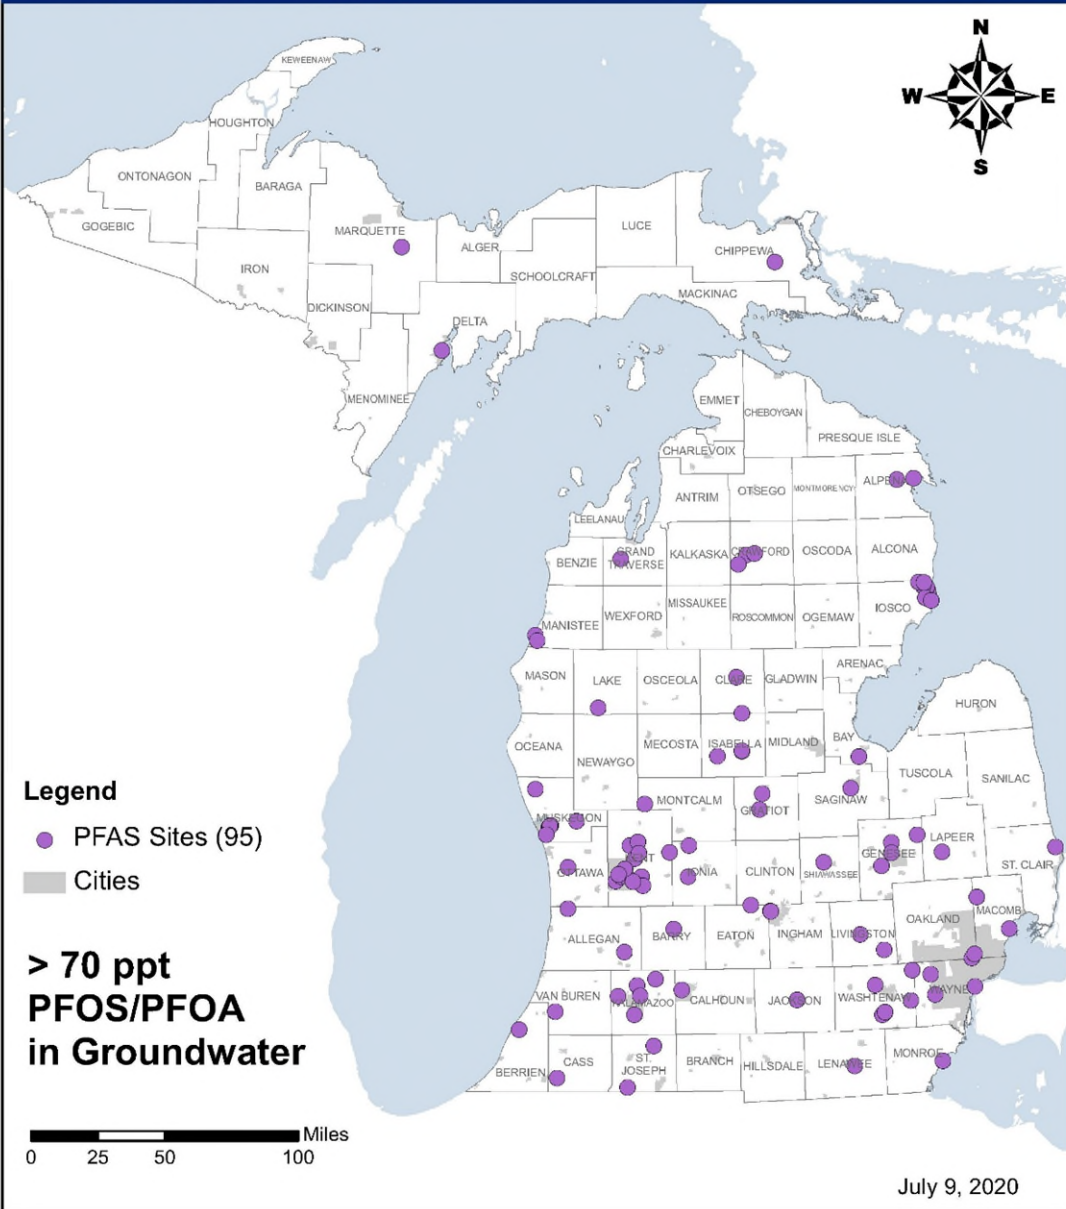 N
W E
S
KEWEENAW
HOUGHTON
ONTONAGON
BARAGA
GOGEBIC
MARQUETTE
LUCE
ALGER
CHIPPEWA
IRON
SCHOOLCRAFT
MACKINAC
DICKINSON
DELTA
MENOMINEE
EMMET
CHEBOYGAN
PRESQUE ISLE
CHARLEVOIX
ALPENA
ANTRIM
OTSEGO
MONTMORENCY
LEELANAU
GRAND
TRAVERSE
KALKASKA
CRAWFORD
OSCODA
ALCONA
BENZIE
MANISTEE
WEXFORD
MISSAUKEE
ROSCOMMON
OGEMAW
IOSCO
ARENAC
MASON
LAKE
OSCEOLA
CLARE
GLADWIN
HURON
OCEANA
NEWAYGO
MECOSTA
ISABELLA
MIDLAND
BAY
TUSCOLA
SANILAC
Legend
PFAS Sites (95)
Cities
MUSKEGON
MONTCALM
GRATIOT
SAGINAW
GENESEE
LAPEER
ST. CLAIR
OTTAWA
KENT
IONIA
CLINTON
SHIAWASSEE
OAKLAND
MACOMB
ALLEGAN
BARRY
EATON
INGHAM
LIVINGSTON
> 70 ppt
PFOS/PFOA
in Groundwater
VAN BUREN
KALAMAZOO
CALHOUN
JACKSON
WASHTENAW
WAYNE
BERRIEN
CASS
ST.
JOSEPH
BRANCH
HILLSDALE
LENAWEE
MONROE
Miles
0 25 50 100
July 9, 2020